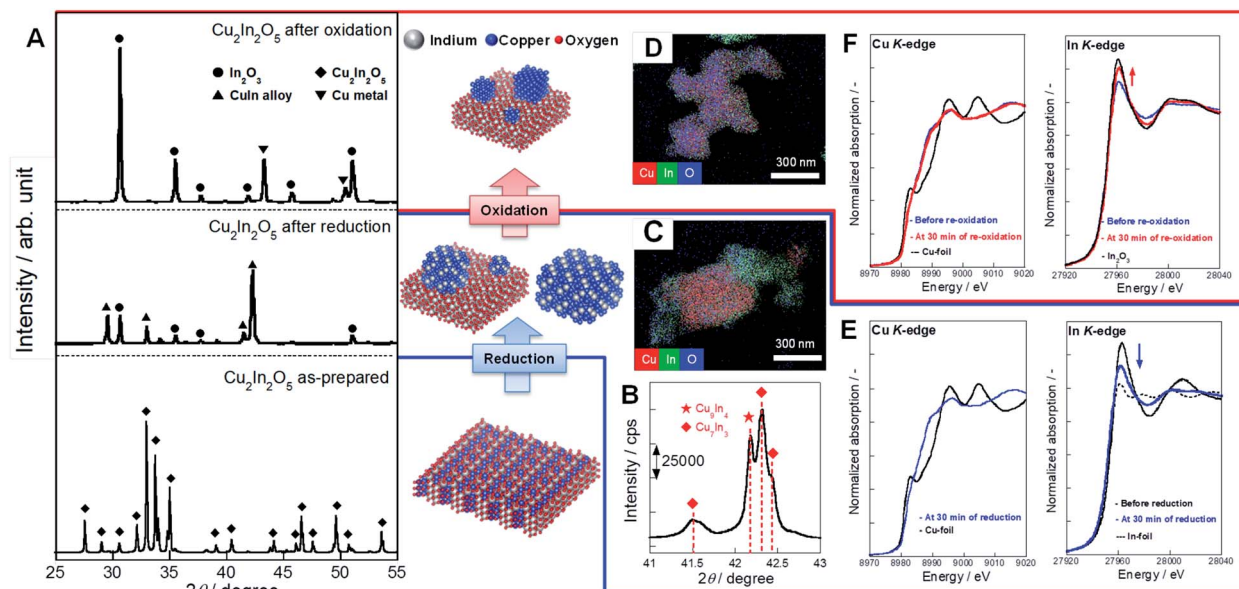 A
Cu2In2O5 after oxidation
● In2O3
◆ Cu2In2O5
▲ CuIn alloy
▼ Cu metal
Cu2In2O5 after reduction
Cu2In2O5 as-prepared
Intensity / arb. unit
25 30 35 40 45 50 55
2θ / degree
Indium Copper Oxygen
Oxidation
Reduction
D
Cu In O
300 nm
C
Cu In O
300 nm
B
★ Cu9In4
◆ Cu7In3
25000
Intensity / cps
41 41.5 42 42.5 43
2θ / degree
F
Cu K-edge
Normalized absorption / -
- Before re-oxidation
- At 30 min of re-oxidation
--- Cu-foil
8970 8980 8990 9000 9010 9020
Energy / eV
In K-edge
Normalized absorption / -
- Before re-oxidation
- At 30 min of re-oxidation
- In2O3
27920 27960 28000 28040
Energy / eV
E
Cu K-edge
Normalized absorption / -
- At 30 min of reduction
- Cu-foil
8970 8980 8990 9000 9010 9020
Energy / eV
In K-edge
Normalized absorption / -
- Before reduction
- At 30 min of reduction
--- In-foil
27920 27960 28000 28040
Energy / eV